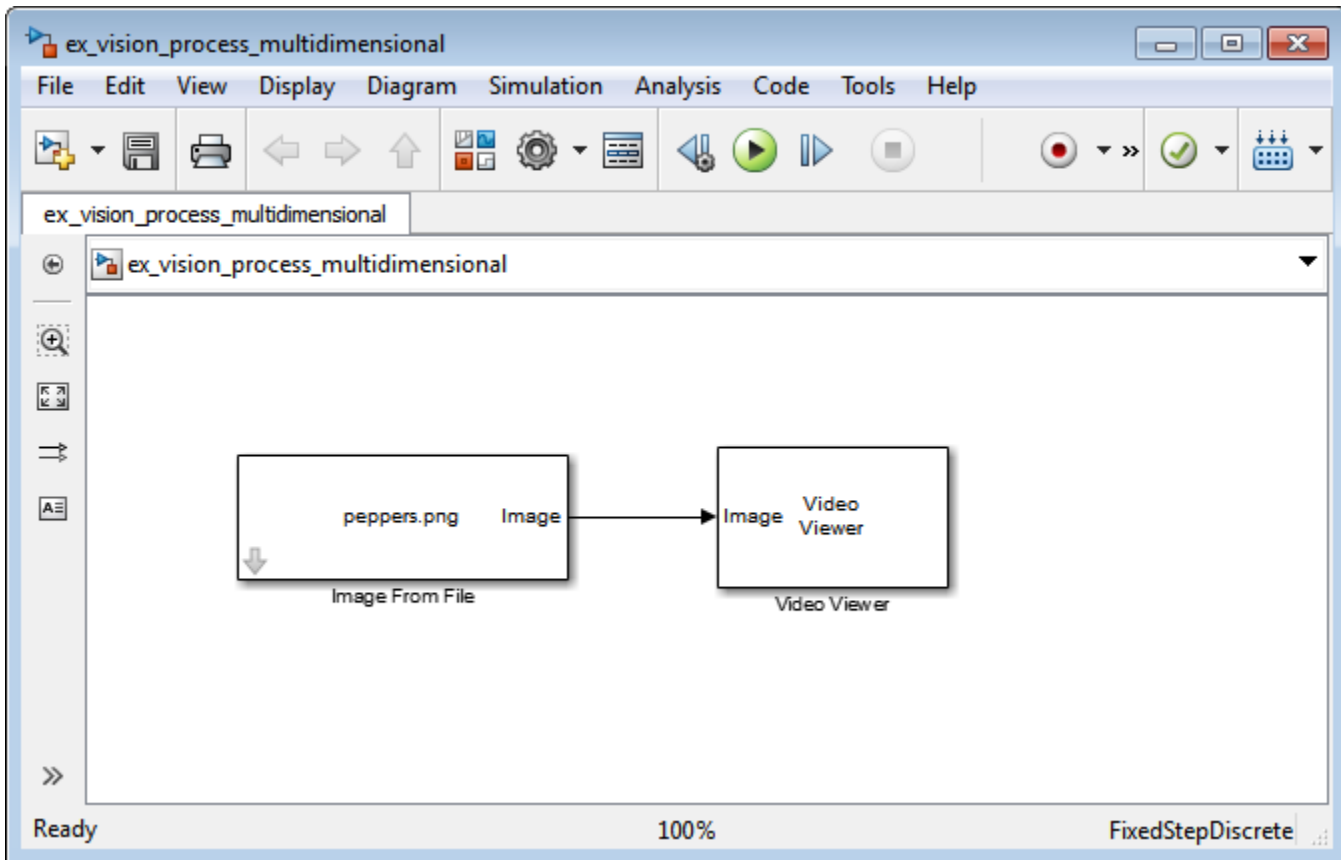 ex_vision_process_multidimensional
File Edit View Display Diagram Simulation Analysis Code Tools Help
ex_vision_process_multidimensional
ex_vision_process_multidimensional
peppers.png Image
Image From File
Image Video
Viewer
Video Viewer
Ready 100% FixedStepDiscrete